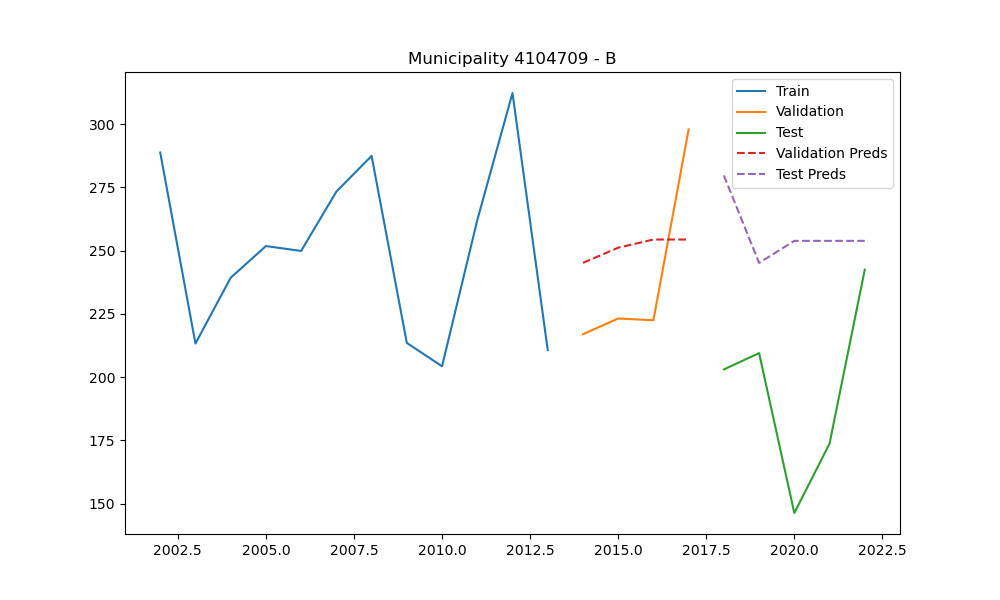 Municipality 4104709 - B
Train
Validation
Test
Validation Preds
Test Preds
300
275
250
225
200
175
150
2002.5 2005.0 2007.5 2010.0 2012.5 2015.0 2017.5 2020.0 2022.5